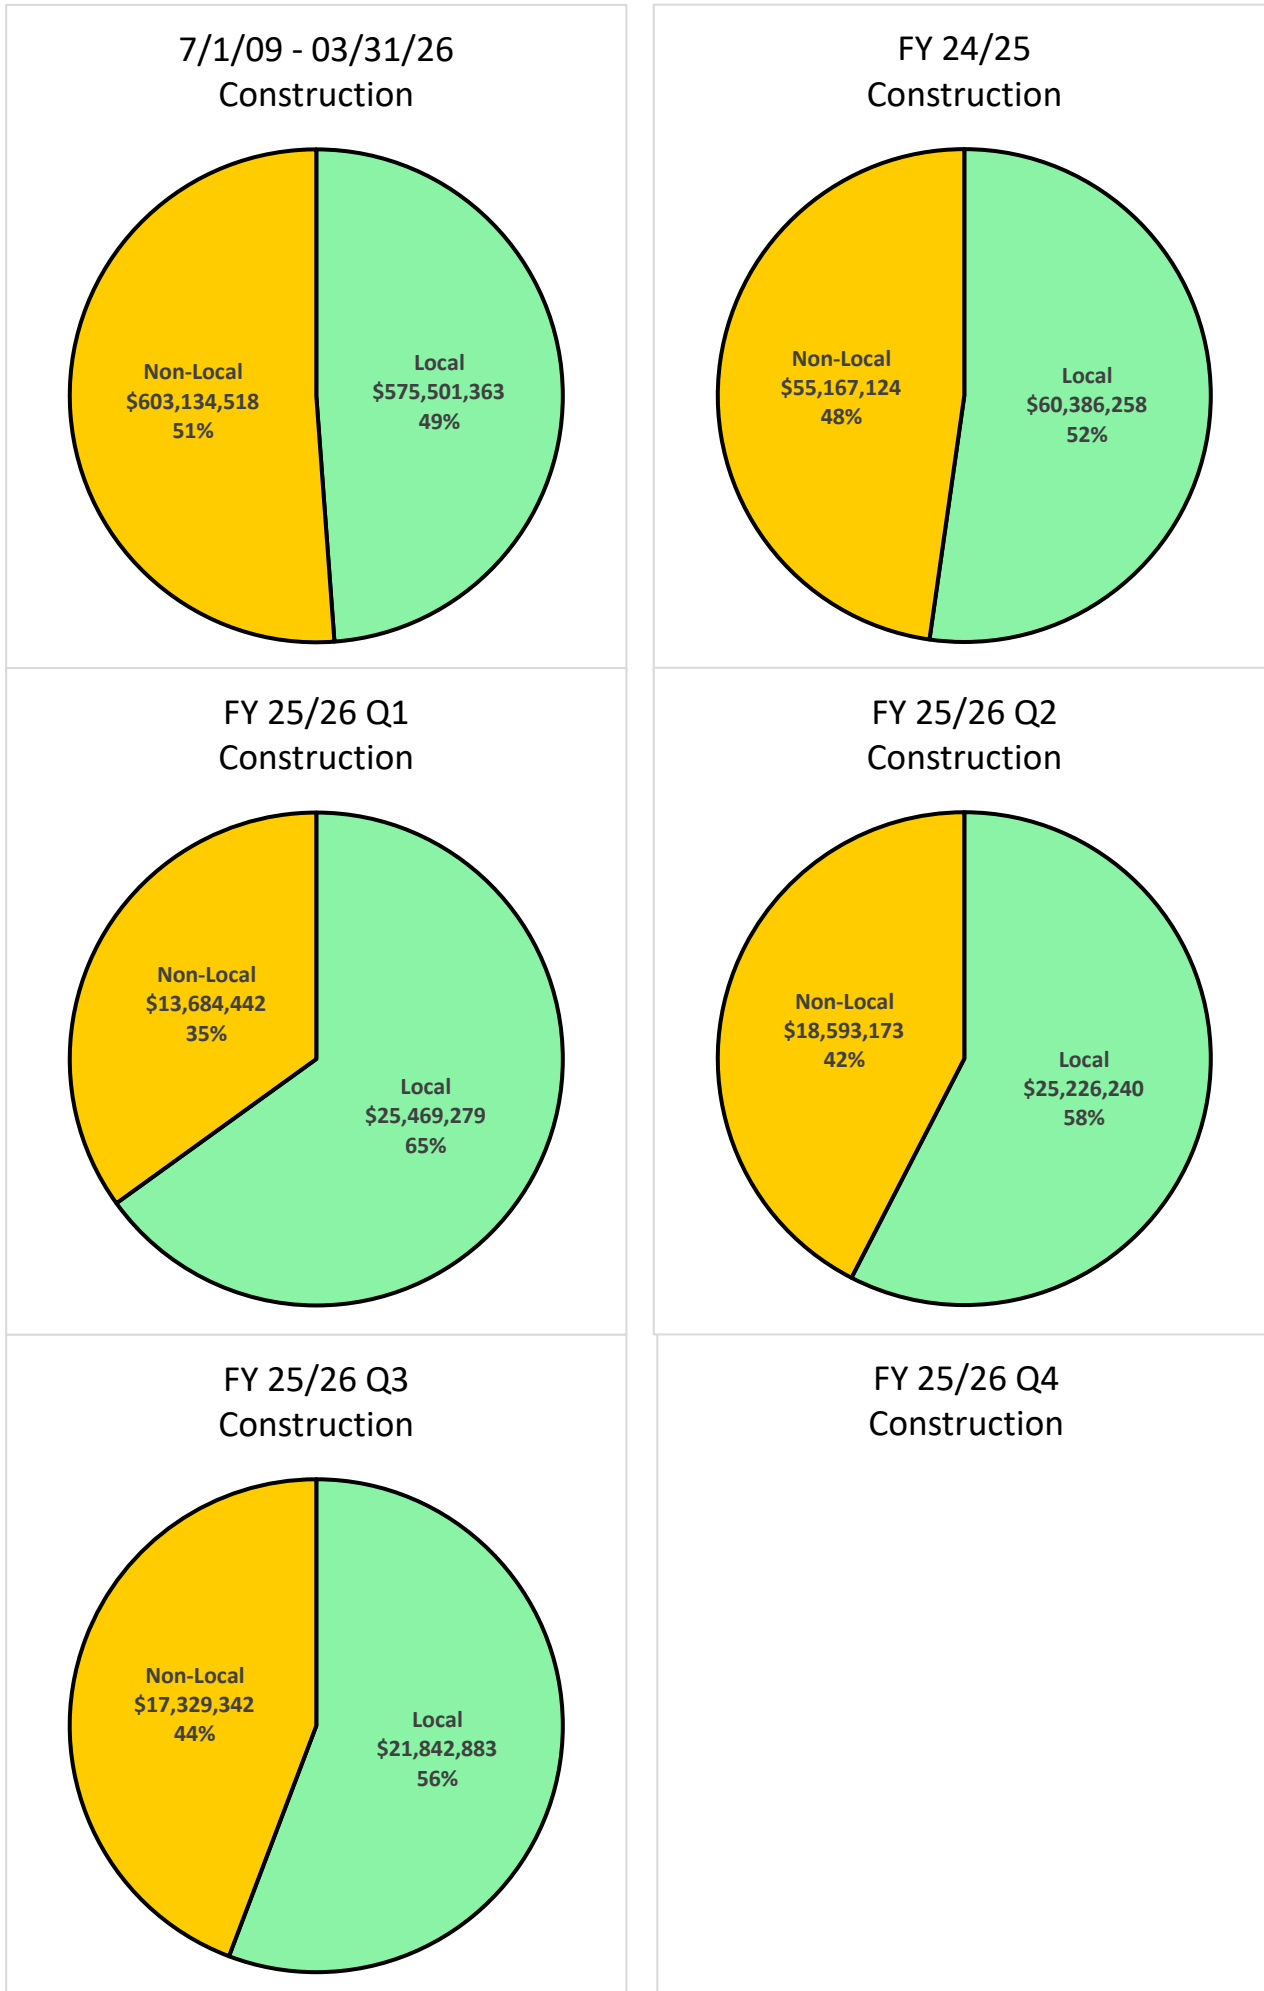 7/1/09 - 03/31/26
Construction
Non-Local
$603,134,518
51%
Local
$575,501,363
49%
FY 24/25
Construction
Non-Local
$55,167,124
48%
Local
$60,386,258
52%
FY 25/26 Q1
Construction
Non-Local
$13,684,442
35%
Local
$25,469,279
65%
FY 25/26 Q2
Construction
Non-Local
$18,593,173
42%
Local
$25,226,240
58%
FY 25/26 Q3
Construction
Non-Local
$17,329,342
44%
Local
$21,842,883
56%
FY 25/26 Q4
Construction